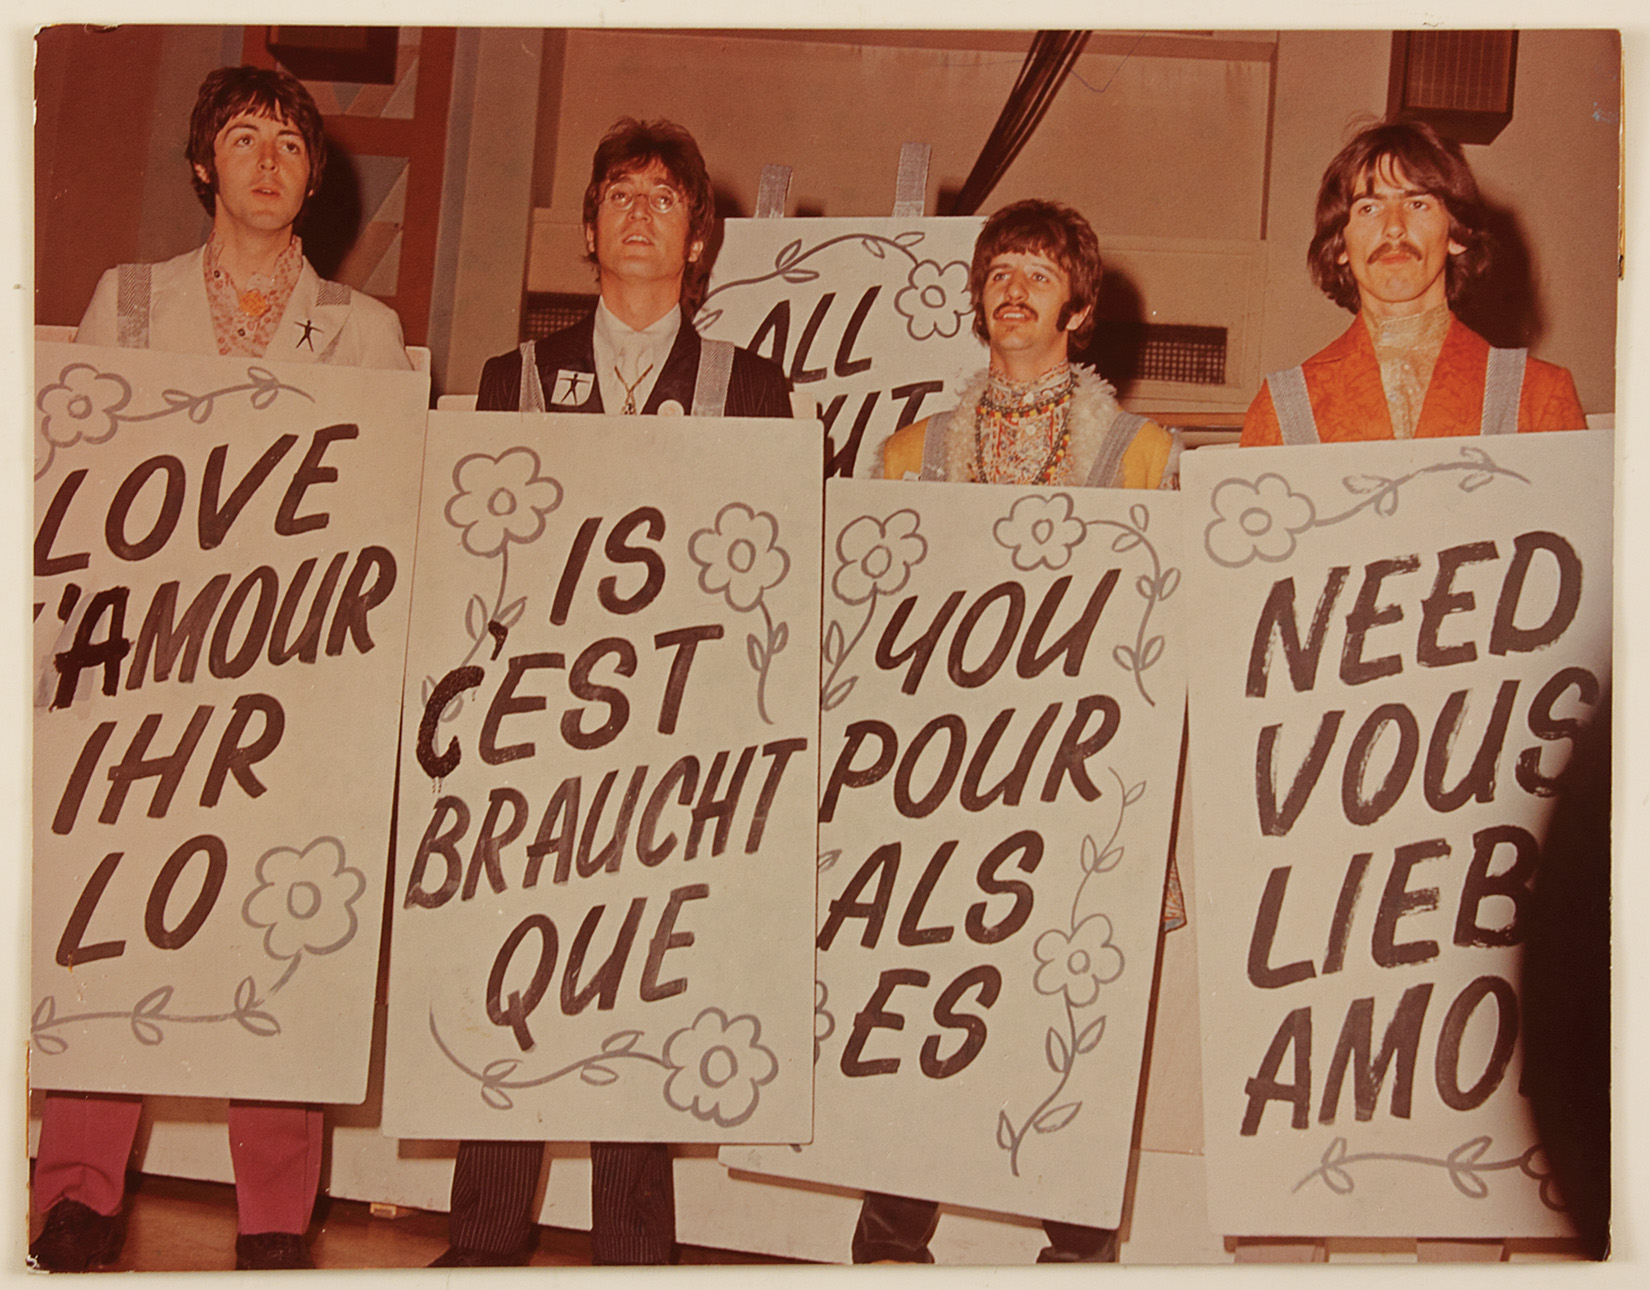 LOVE
L'AMOUR
IHR
LO
IS
C'EST
BRAUCHT
QUE
ALL
YOU
POUR
ALS
ES
NEED
VOUS
LIEB
AMO